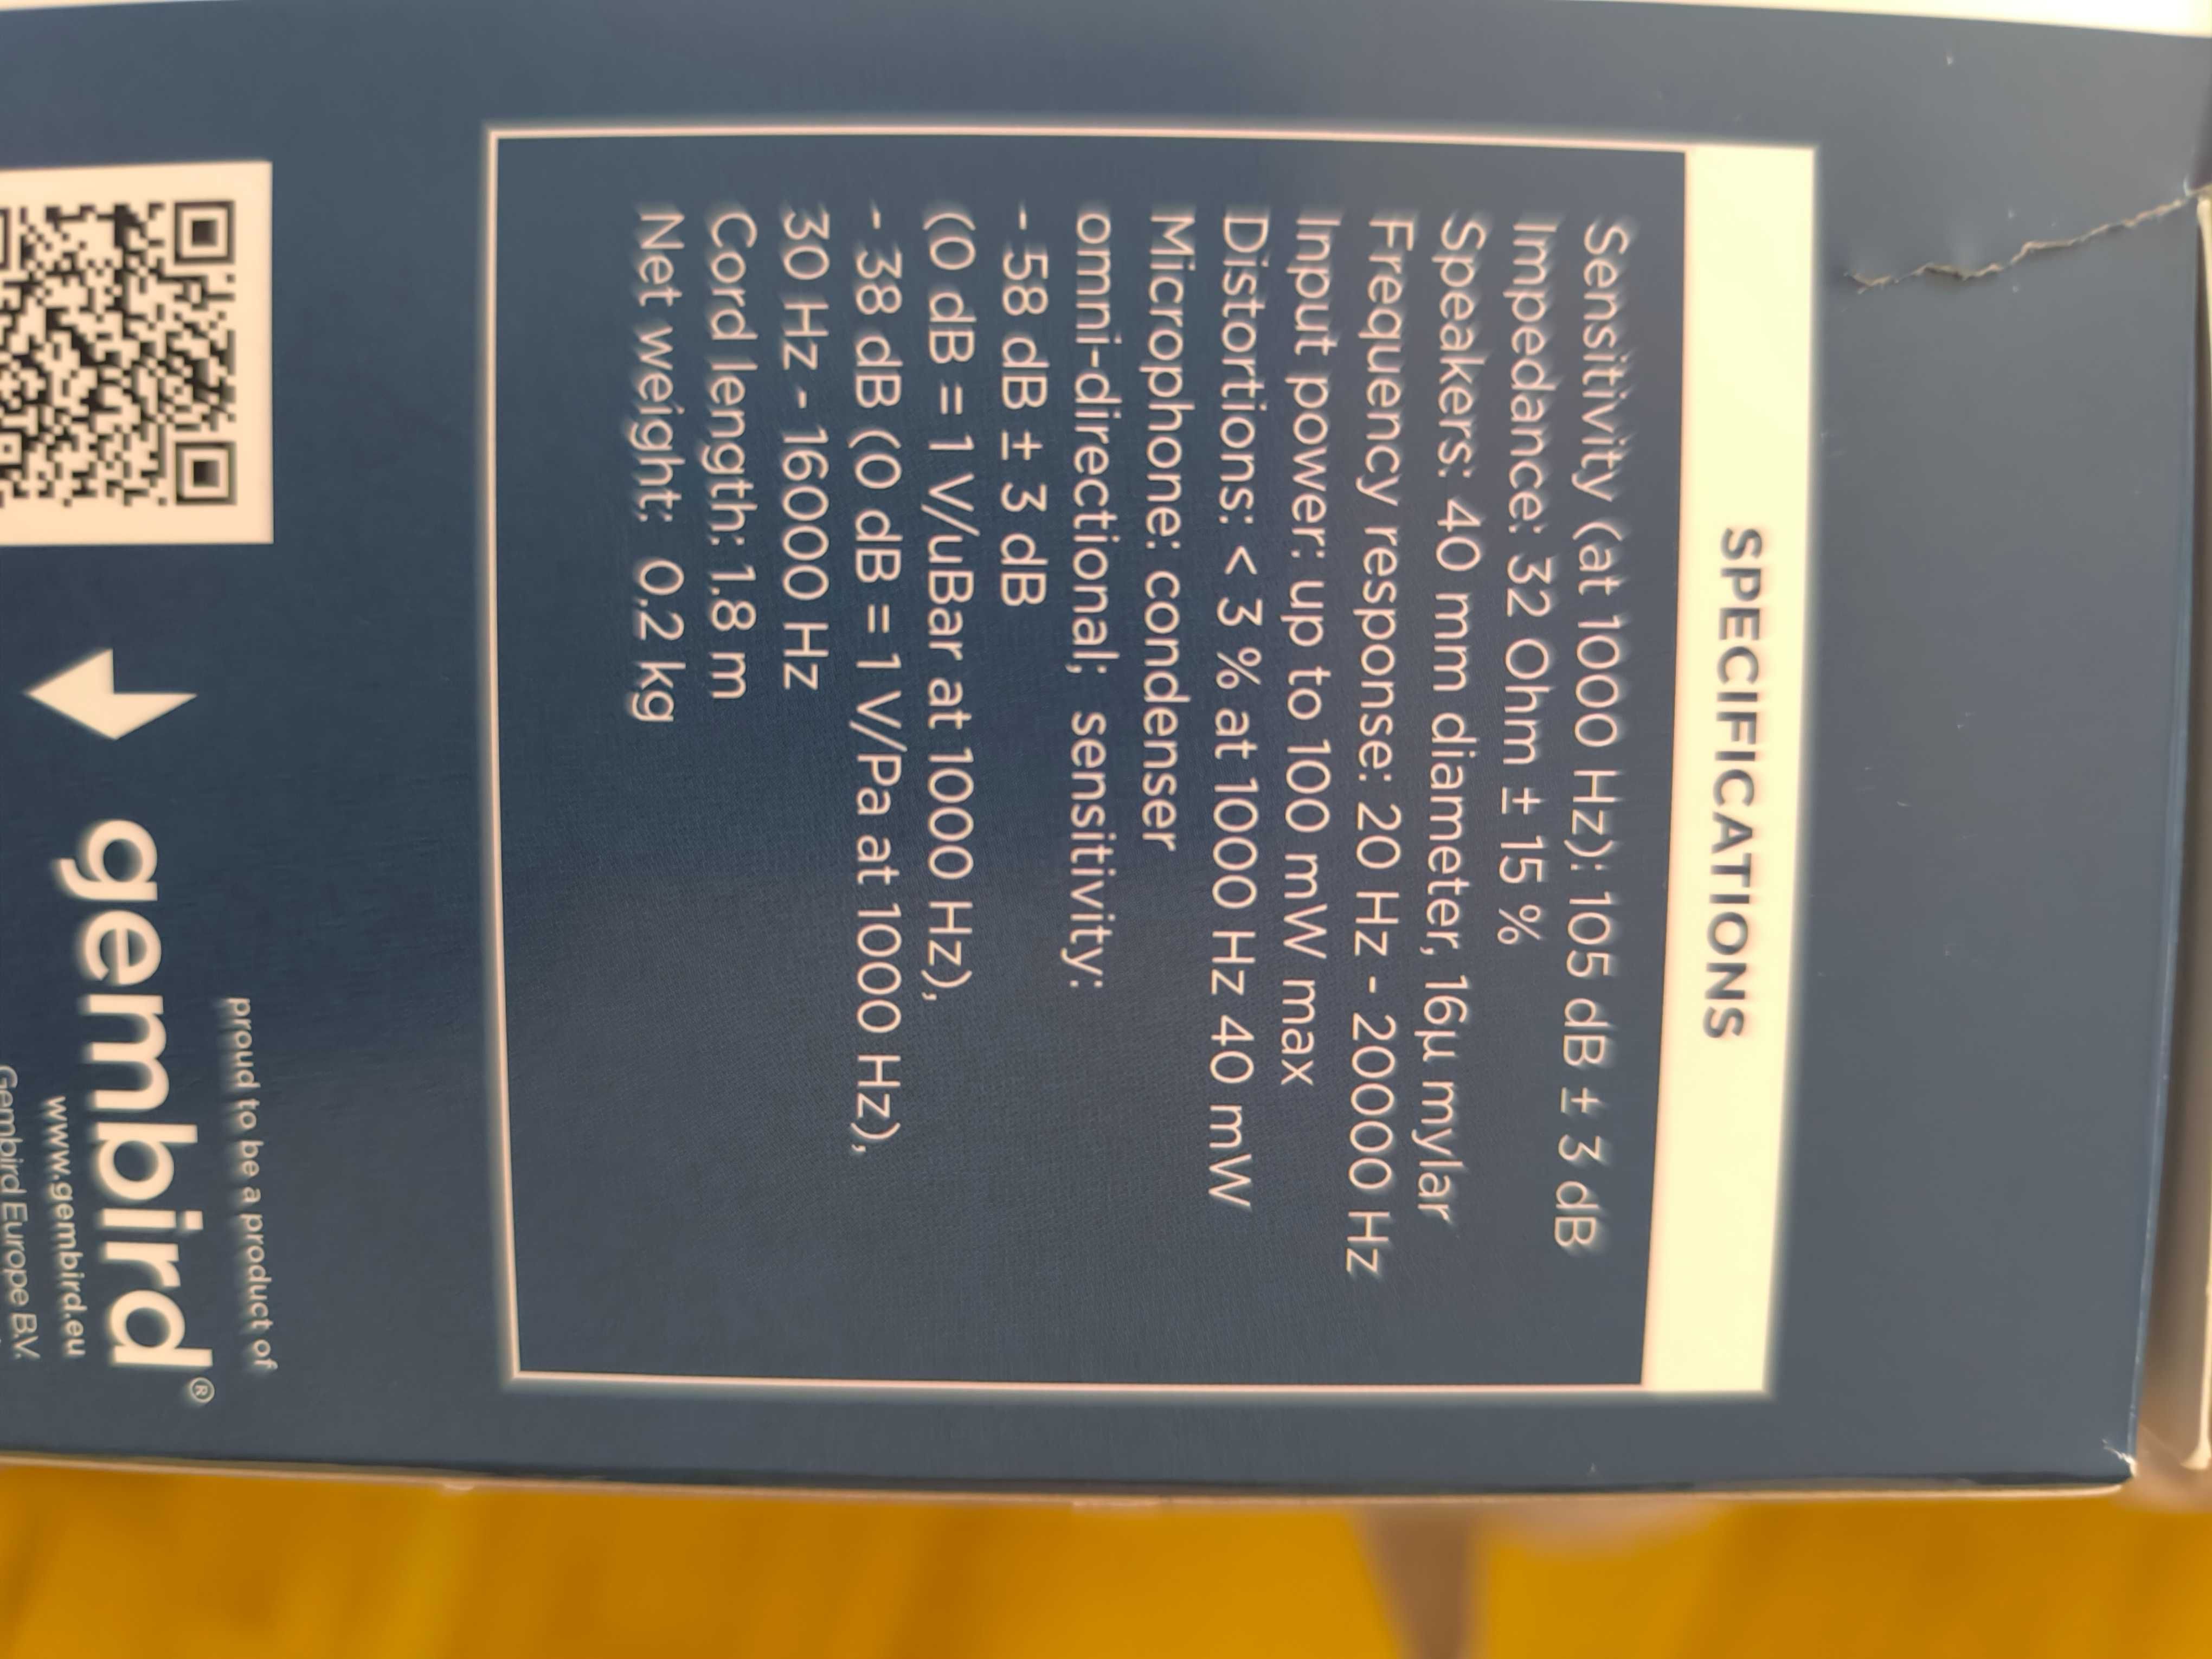 SPECIFICATIONS
Sensitivity (at 1000 Hz): 105 dB ± 3 dB
Impedance: 32 Ohm ± 15 %
Speakers: 40 mm diameter, 16µ mylar
Frequency response: 20 Hz - 20000 Hz
Input power: up to 100 mW max
Distortions: < 3 % at 1000 Hz 40 mW
Microphone: condenser
omni-directional; sensitivity:
- 58 dB ± 3 dB
(0 dB = 1 V/uBar at 1000 Hz),
- 38 dB (0 dB = 1 V/Pa at 1000 Hz),
30 Hz - 16000 Hz
Cord length: 1.8 m
Net weight: 0.2 kg
proud to be a product of
gembird®
www.gembird.eu
Gembird Europe B.V.